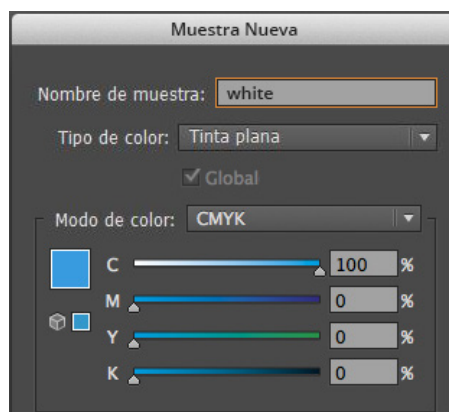 Muestra Nueva
Nombre de muestra: white
Tipo de color: Tinta plana
Global
Modo de color: CMYK
C 100 %
M 0 %
Y 0 %
K 0 %